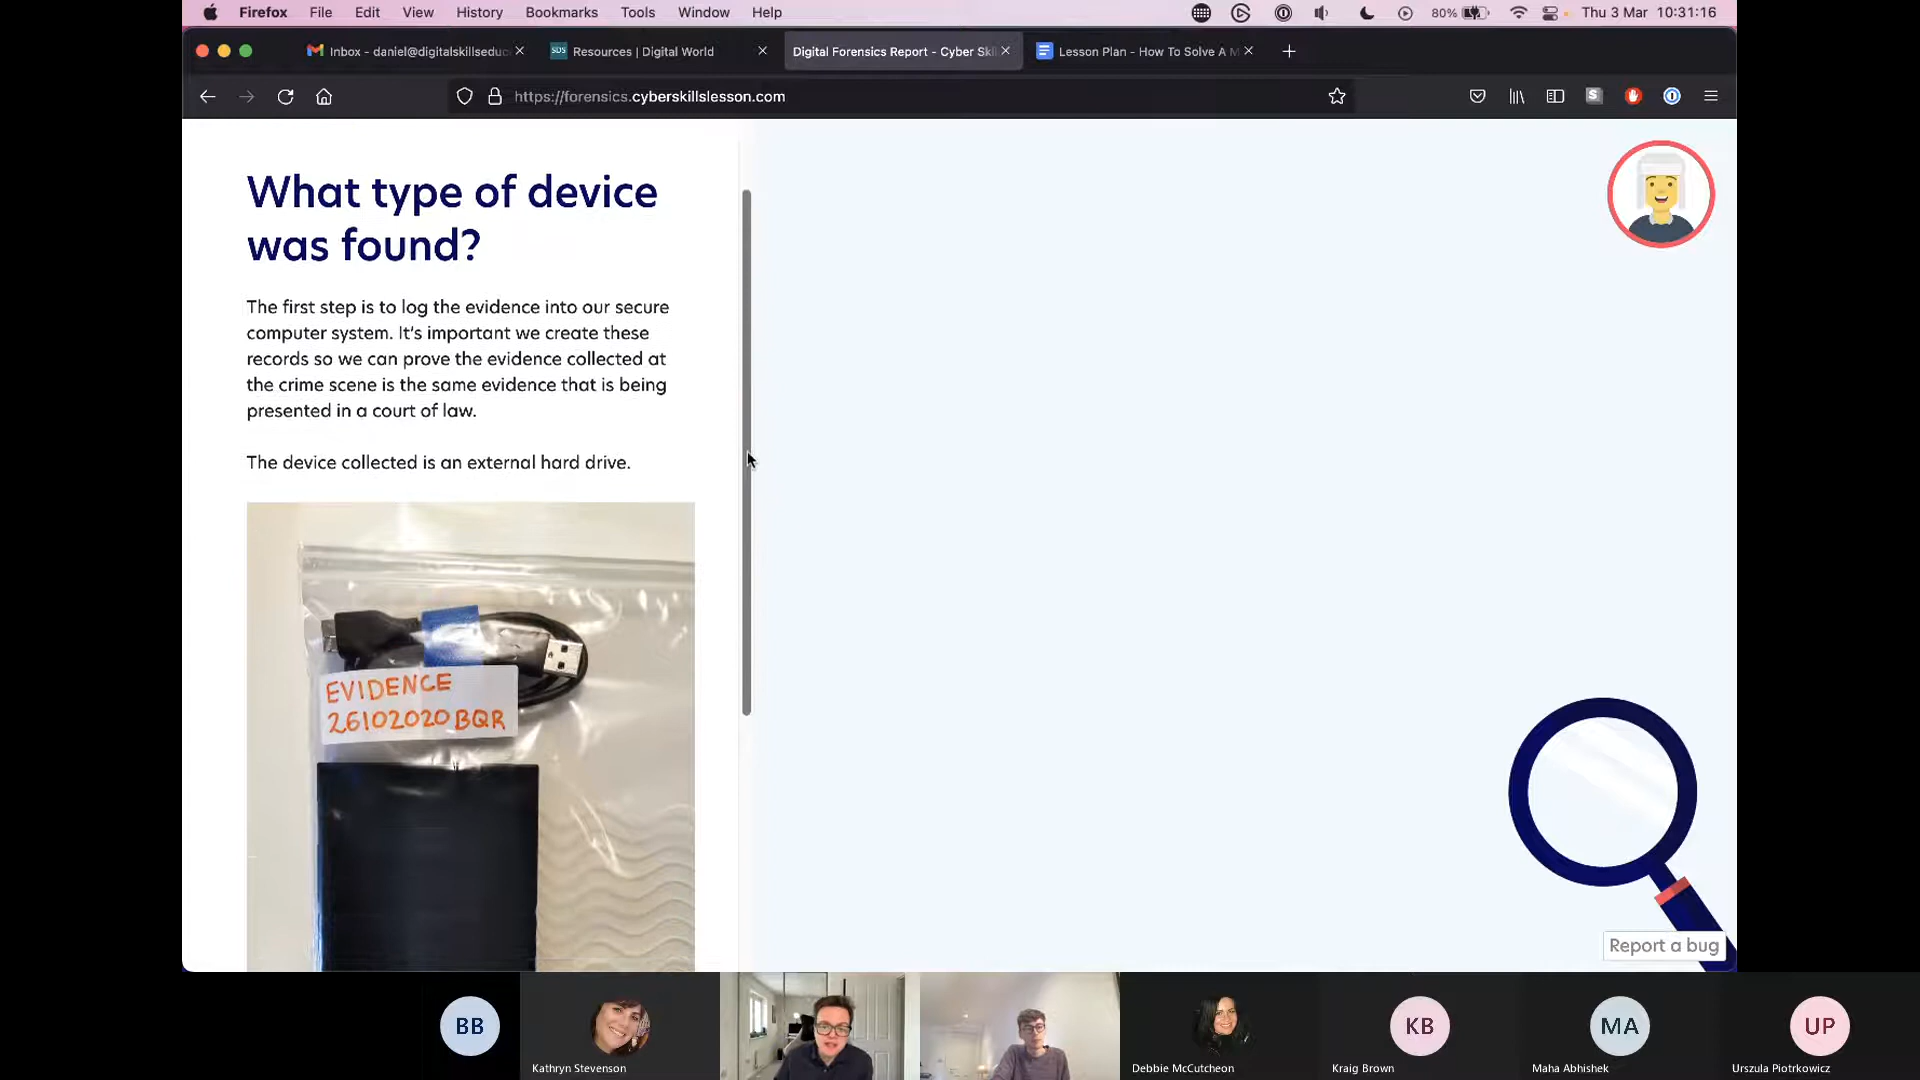 Firefox File Edit View History Bookmarks Tools Window Help 80% Thu 3 Mar 10:31:16
Inbox - daniel@digitalskillseduc Resources | Digital World Digital Forensics Report - Cyber Ski Lesson Plan - How To Solve A M
https://forensics.cyberskillslesson.com
What type of device
was found?
The first step is to log the evidence into our secure
computer system. It's important we create these
records so we can prove the evidence collected at
the crime scene is the same evidence that is being
presented in a court of law.
The device collected is an external hard drive.
EVIDENCE
26102020BQR
Report a bug
BB KB MA UP
Kathryn Stevenson Debbie McCutcheon Kraig Brown Maha Abhishek Urszula Piotrkowicz